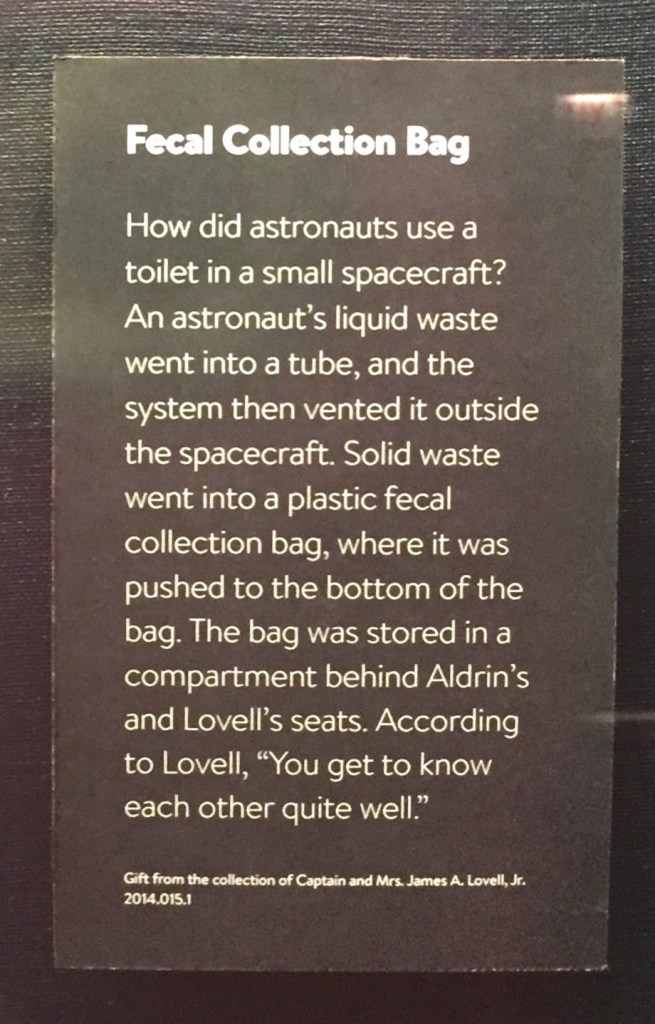 Fecal Collection Bag
How did astronauts use a
toilet in a small spacecraft?
An astronaut’s liquid waste
went into a tube, and the
system then vented it outside
the spacecraft. Solid waste
went into a plastic fecal
collection bag, where it was
pushed to the bottom of the
bag. The bag was stored in a
compartment behind Aldrin’s
and Lovell’s seats. According
to Lovell, “You get to know
each other quite well.”
Gift from the collection of Captain and Mrs. James A. Lovell, Jr.
2014.015.1